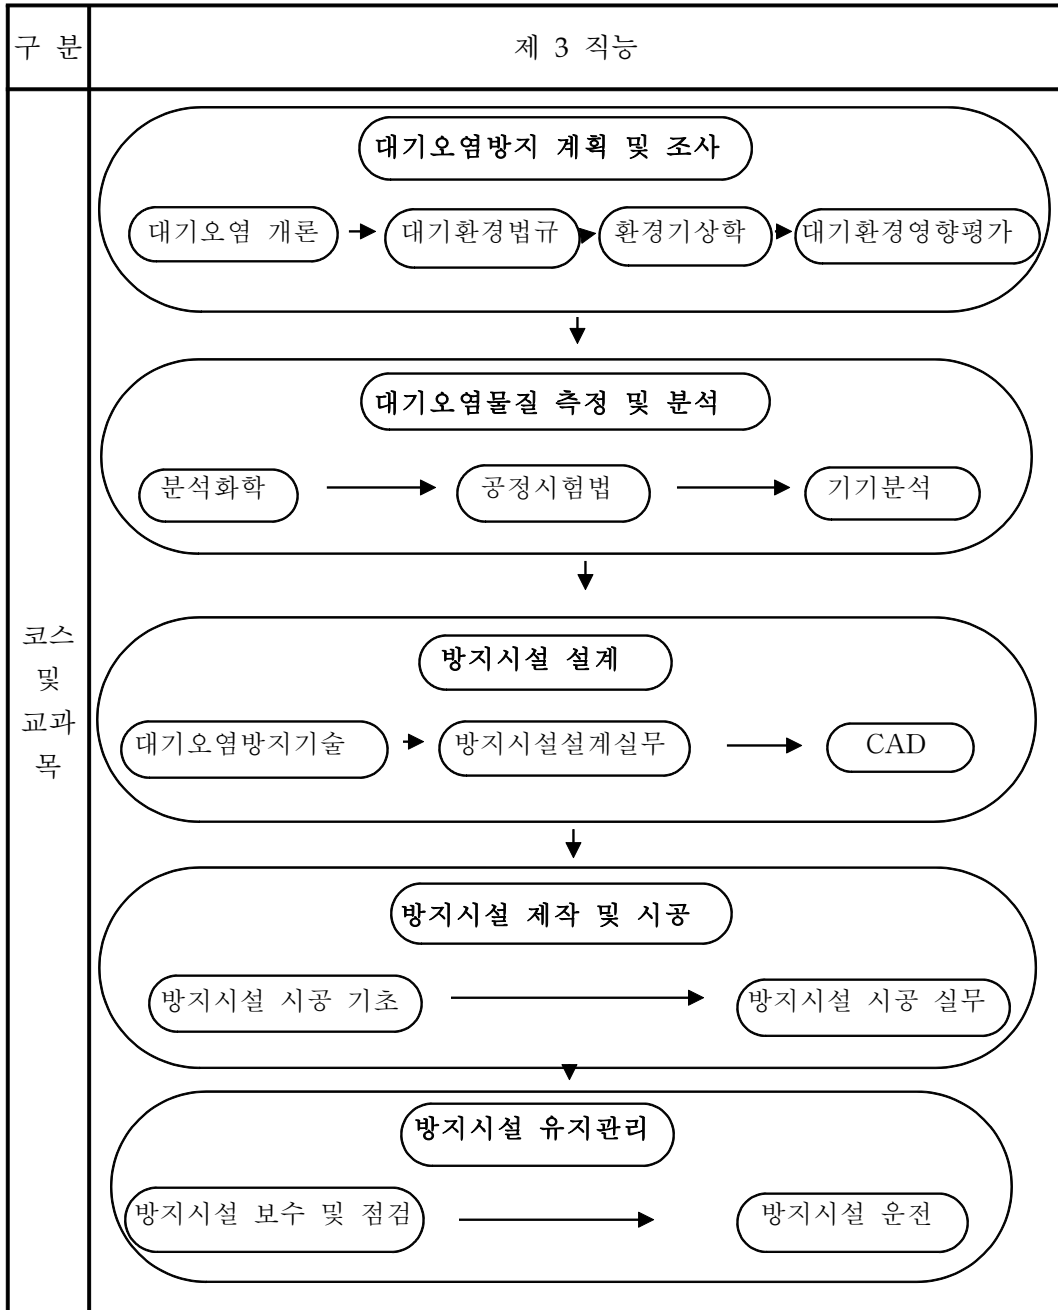 구 분
제 3 직능
코스
및
교과
목
대기오염방지 계획 및 조사
대기오염 개론
대기환경법규
환경기상학
대기환경영향평가
대기오염물질 측정 및 분석
분석화학
공정시험법
기기분석
방지시설 설계
대기오염방지기술
방지시설설계실무
CAD
방지시설 제작 및 시공
방지시설 시공 기초
방지시설 시공 실무
방지시설 유지관리
방지시설 보수 및 점검
방지시설 운전